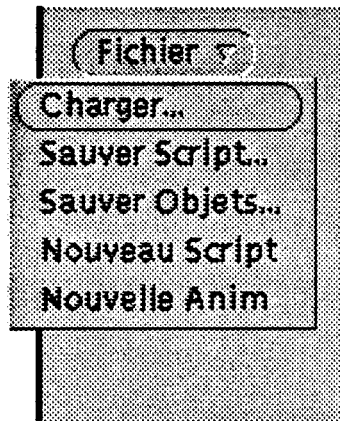 Fichier
Charger...
Sauver Script...
Sauver Objets...
Nouveau Script
Nouvelle Anim